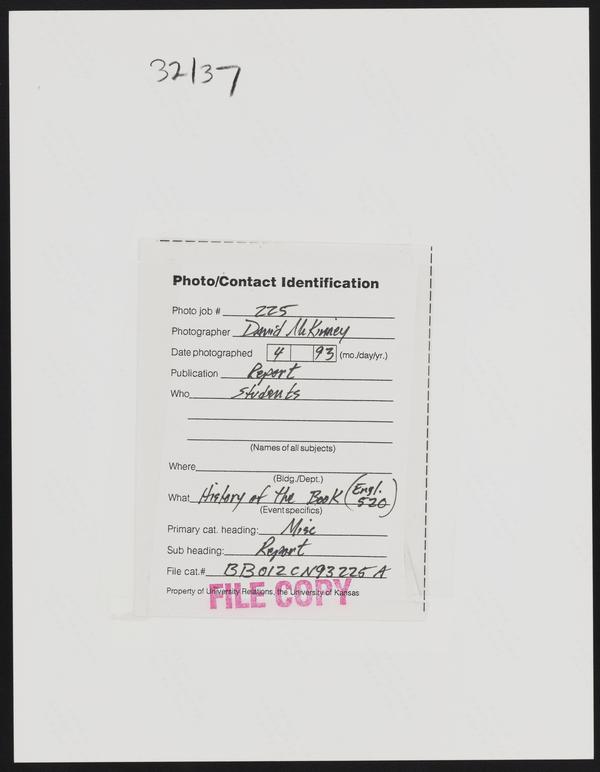 32/37
Photo/Contact Identification
Photo job # 225
Photographer David McKinney
Date photographed 4 93 (mo./day/yr.)
Publication Report
Who Students
(Names of all subjects)
Where
(Bldg./Dept.)
What History of the Book (Engl. 520)
(Event specifics)
Primary cat. heading: Misc
Sub heading: Report
File cat.# BB012CN93225A
Property of University Relations, the University of Kansas
FILE COPY